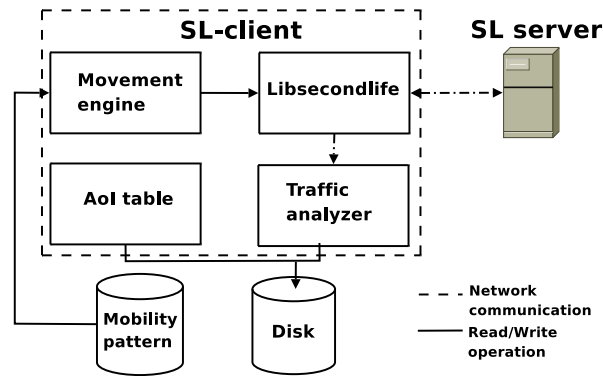 SL-client
SL server
Movement
engine
Libsecondlife
AoI table
Traffic
analyzer
Mobility
pattern
Disk
Network
communication
Read/Write
operation